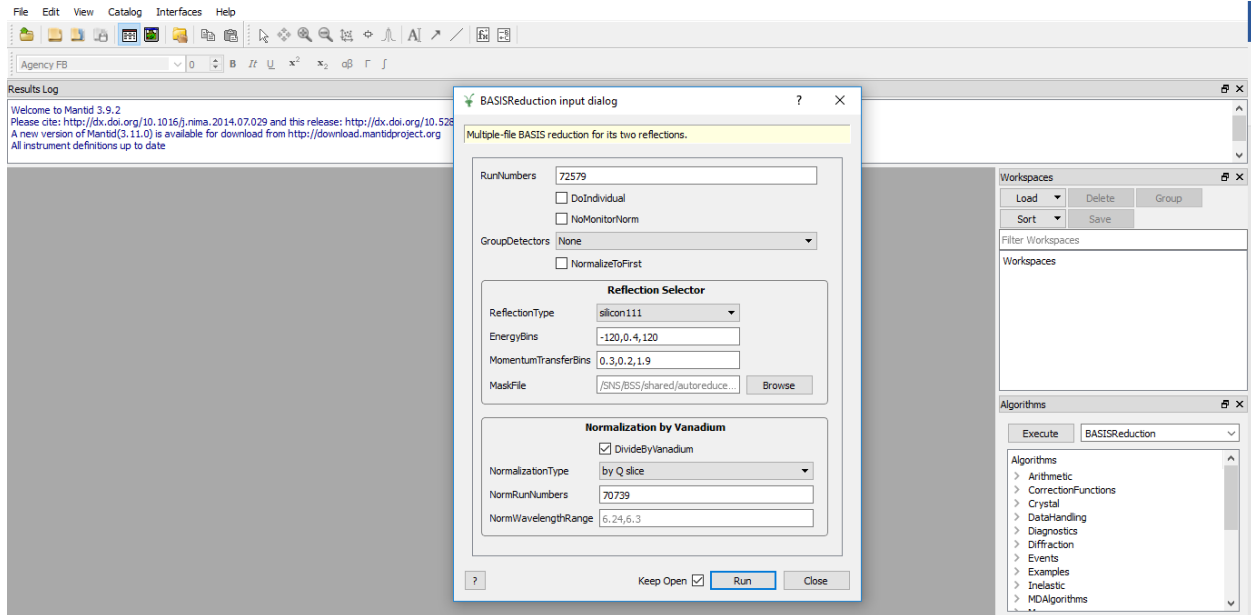 File Edit View Catalog Interfaces Help
Agency FB 0 B It U x² x₂ αβ Γ ∫
Results Log
Welcome to Mantid 3.9.2
Please cite: http://dx.doi.org/10.1016/j.nima.2014.07.029 and this release: http://dx.doi.org/10.528
A new version of Mantid(3.11.0) is available for download from http://download.mantidproject.org
All instrument definitions up to date
BASISReduction input dialog ?
Multiple-file BASIS reduction for its two reflections.
RunNumbers 72579
DoIndividual
NoMonitorNorm
GroupDetectors None
NormalizeToFirst
Reflection Selector
ReflectionType silicon111
EnergyBins -120,0.4,120
MomentumTransferBins 0.3,0.2,1.9
MaskFile /SNS/BSS/shared/autoreduce... Browse
Normalization by Vanadium
DivideByVanadium
NormalizationType by Q slice
NormRunNumbers 70739
NormWavelengthRange 6.24,6.3
? Keep Open Run Close
Workspaces
Load Delete Group
Sort Save
Filter Workspaces
Workspaces
Algorithms
Execute BASISReduction
Algorithms
Arithmetic
CorrectionFunctions
Crystal
DataHandling
Diagnostics
Diffraction
Events
Examples
Inelastic
MDAlgorithms